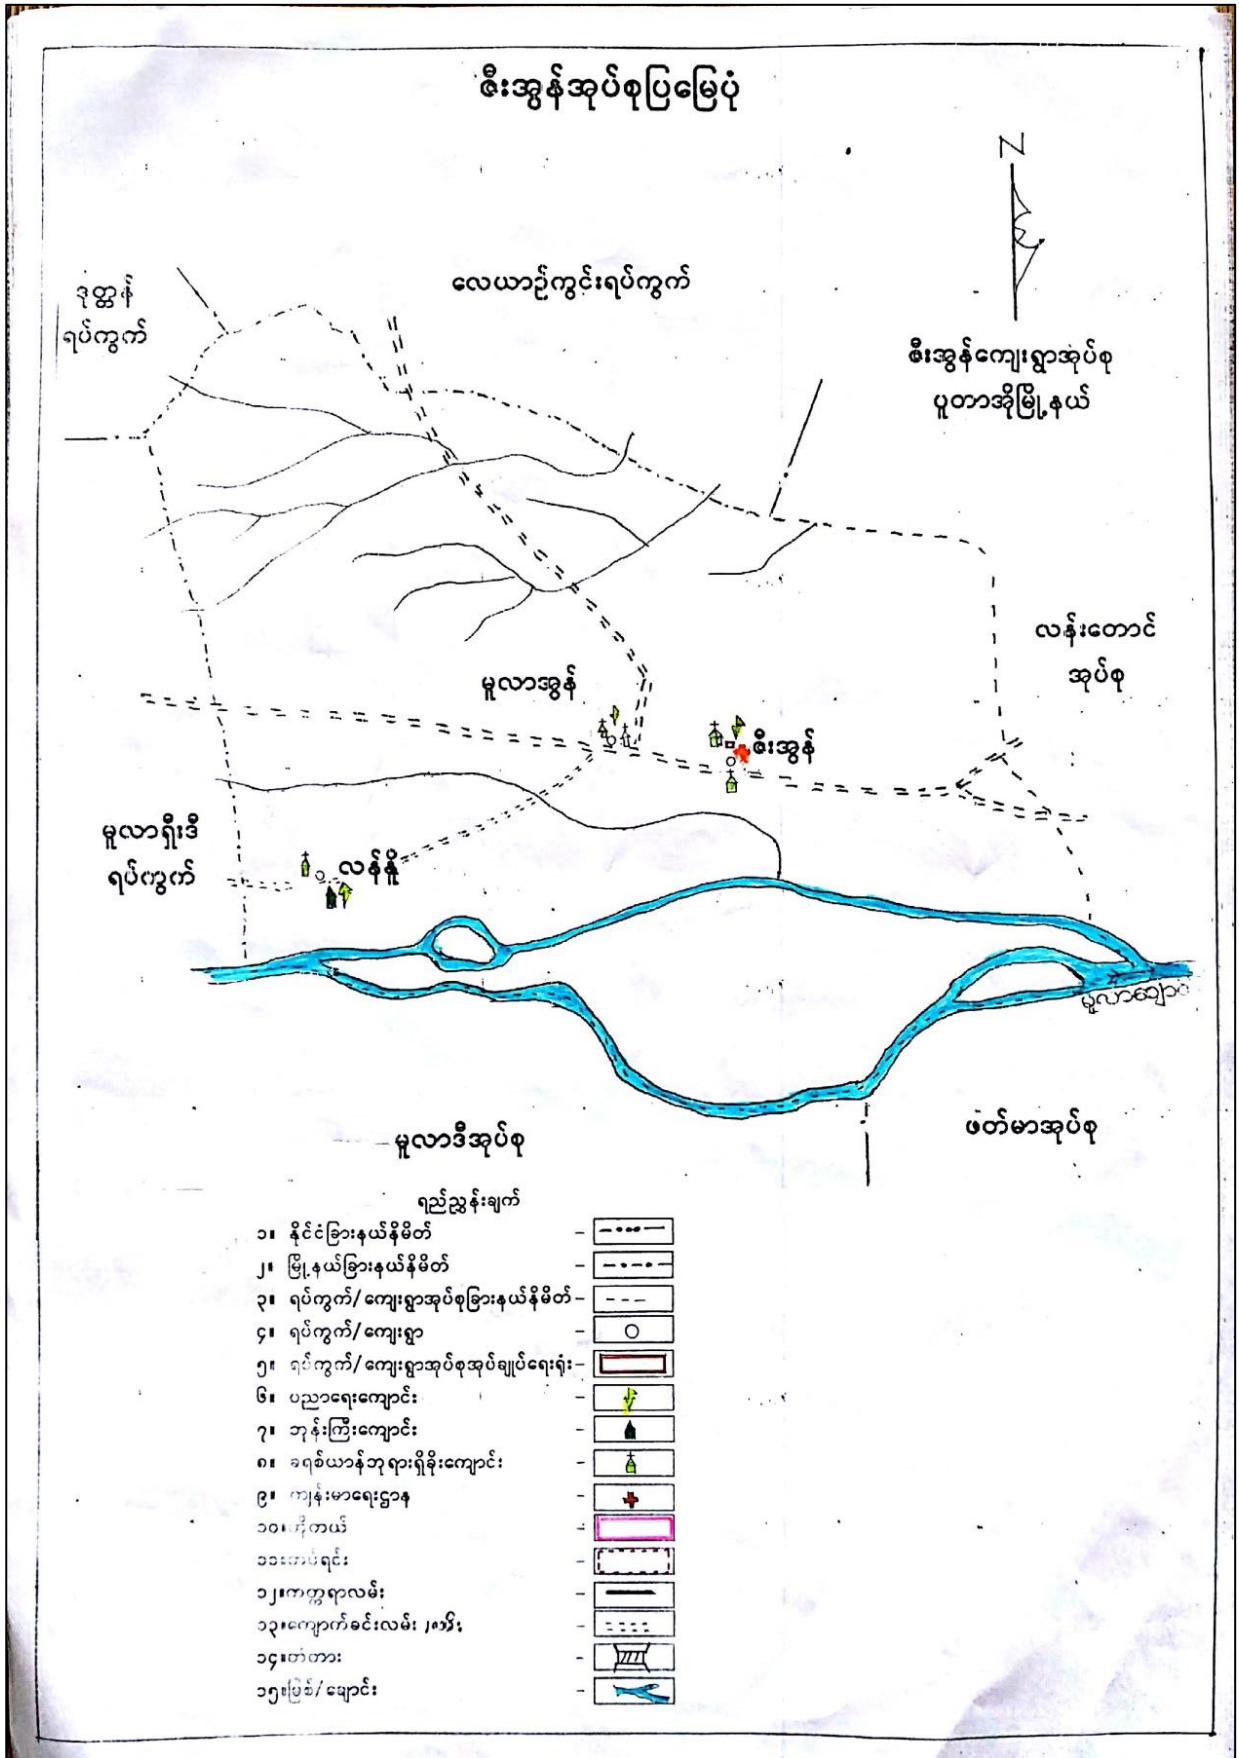 ဇီးအွန်အုပ်စုပြမြေပုံ
N
ဒုတ္တန်
ရပ်ကွက်
လေယာဉ်ကွင်းရပ်ကွက်
ဇီးအွန်ကျေးရွာအုပ်စု
ပူတာအိုမြို့နယ်
လန်းတောင်
အုပ်စု
မူလာအွန်
ဇီးအွန်
မူလာရှီးဒီ
ရပ်ကွက်
လန်နူိ
မူလာချောင်
မူလာဒီအုပ်စု
ဖတ်မာအုပ်စု
ရည်ညွှန်းချက်
၁။ နိုင်ငံခြားနယ်နိမိတ် -
၂။ မြို့နယ်ခြားနယ်နိမိတ် -
၃။ ရပ်ကွက်/ကျေးရွာအုပ်စုခြားနယ်နိမိတ် -
၄။ ရပ်ကွက်/ကျေးရွာ -
၅။ ရပ်ကွက်/ကျေးရွာအုပ်စုအုပ်ချုပ်ရေးရုံး -
၆။ ပညာရေးကျောင်း -
၇။ ဘုန်းကြီးကျောင်း -
၈။ ခရစ်ယာန်ဘုရားရှိခိုးကျောင်း -
၉။ ကျန်းမာရေးဌာန -
၁၀။ တိုကယ် -
၁၁။ တပ်ရင်း -
၁၂။ ကတ္တရာလမ်း -
၁၃။ ကျောက်ခင်းလမ်း
၁၄။ တံတား -
၁၅။ မြစ်/ချောင်း -